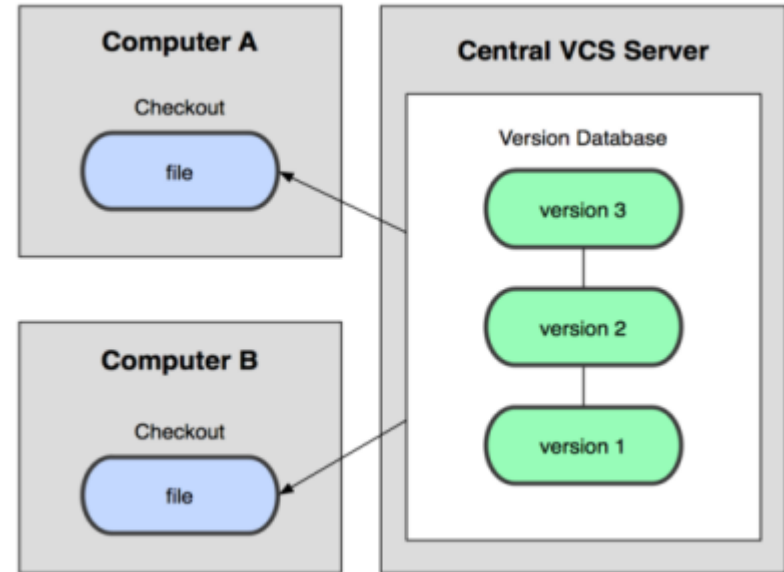 Computer A
Checkout
file
Computer B
Checkout
file
Central VCS Server
Version Database
version 3
version 2
version 1